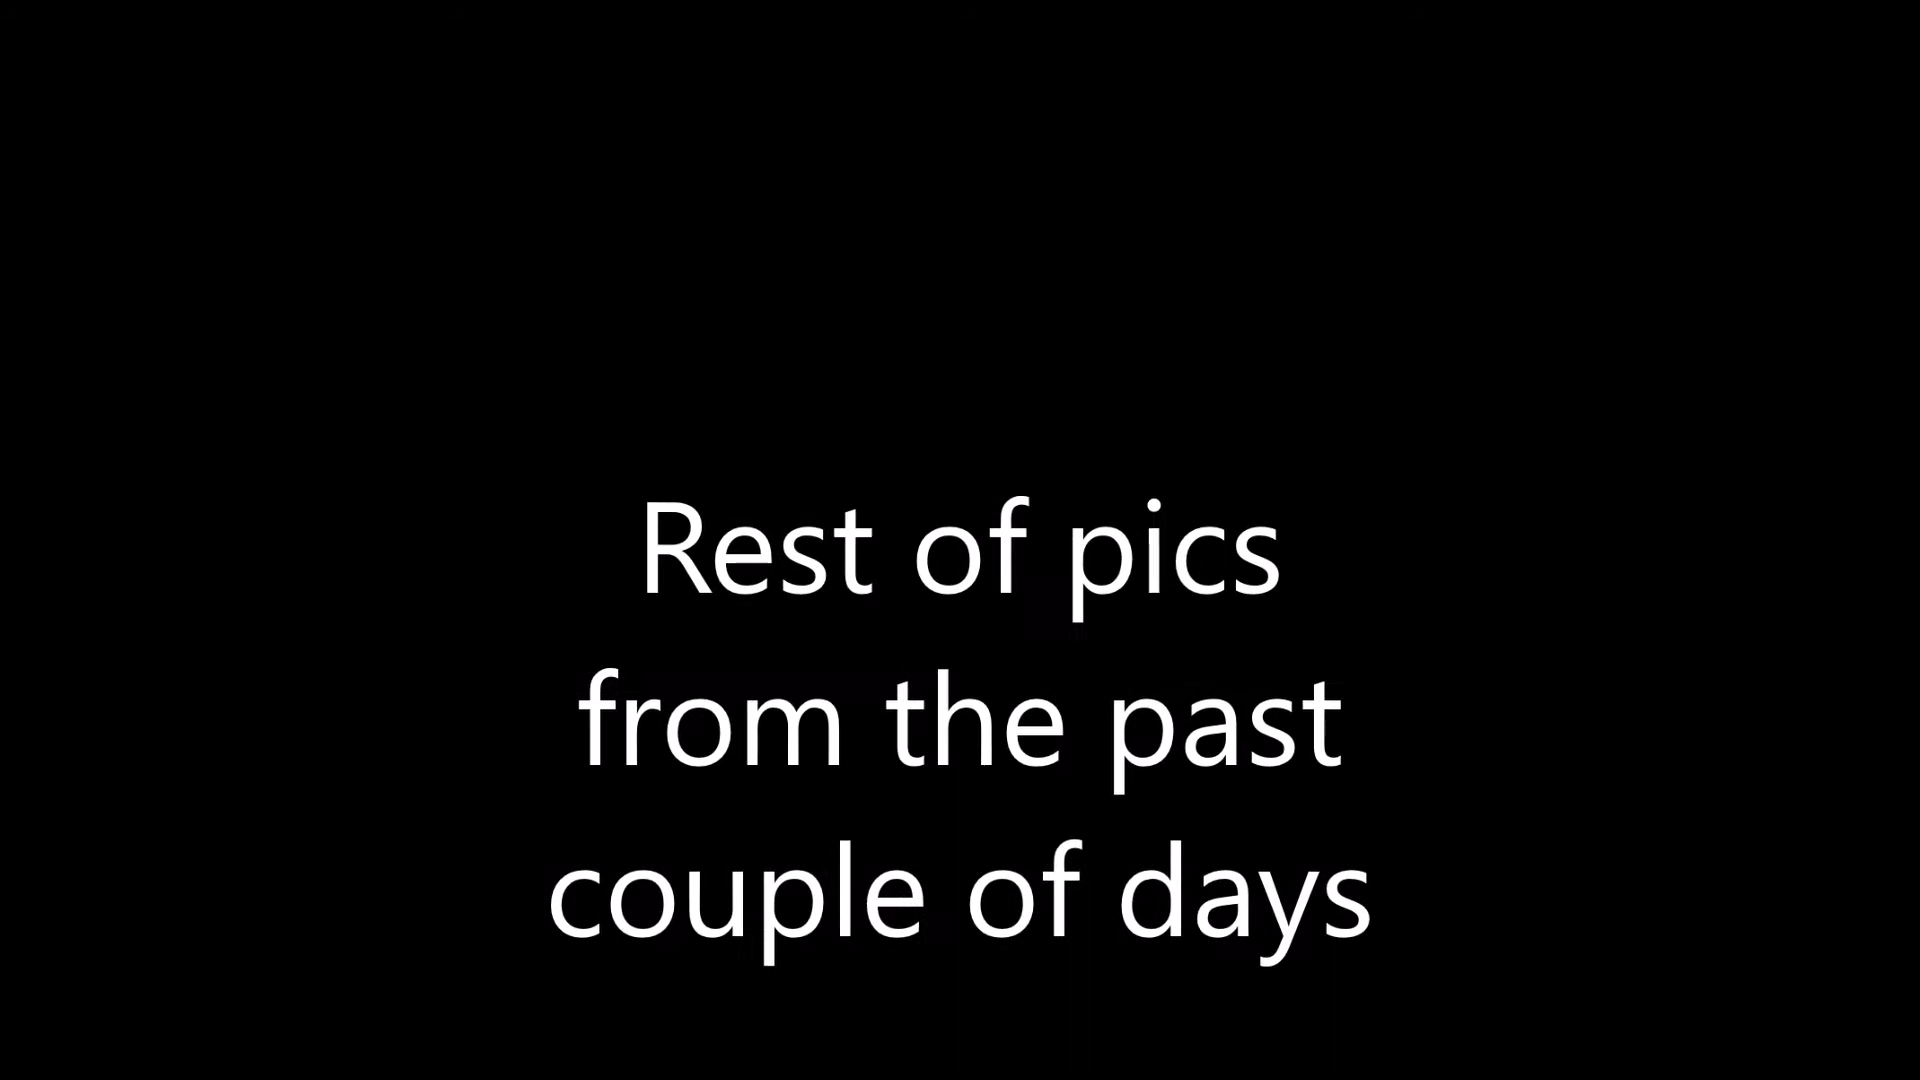 Rest of pics
from the past
couple of days